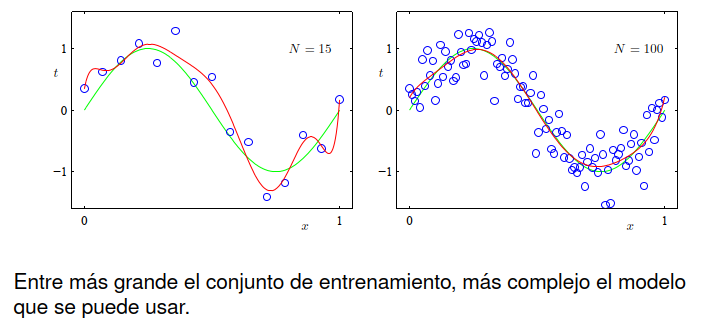 N = 15
t
1
0
−1
0
x
1
N = 100
t
1
0
−1
0
x
1
Entre más grande el conjunto de entrenamiento, más complejo el modelo
que se puede usar.